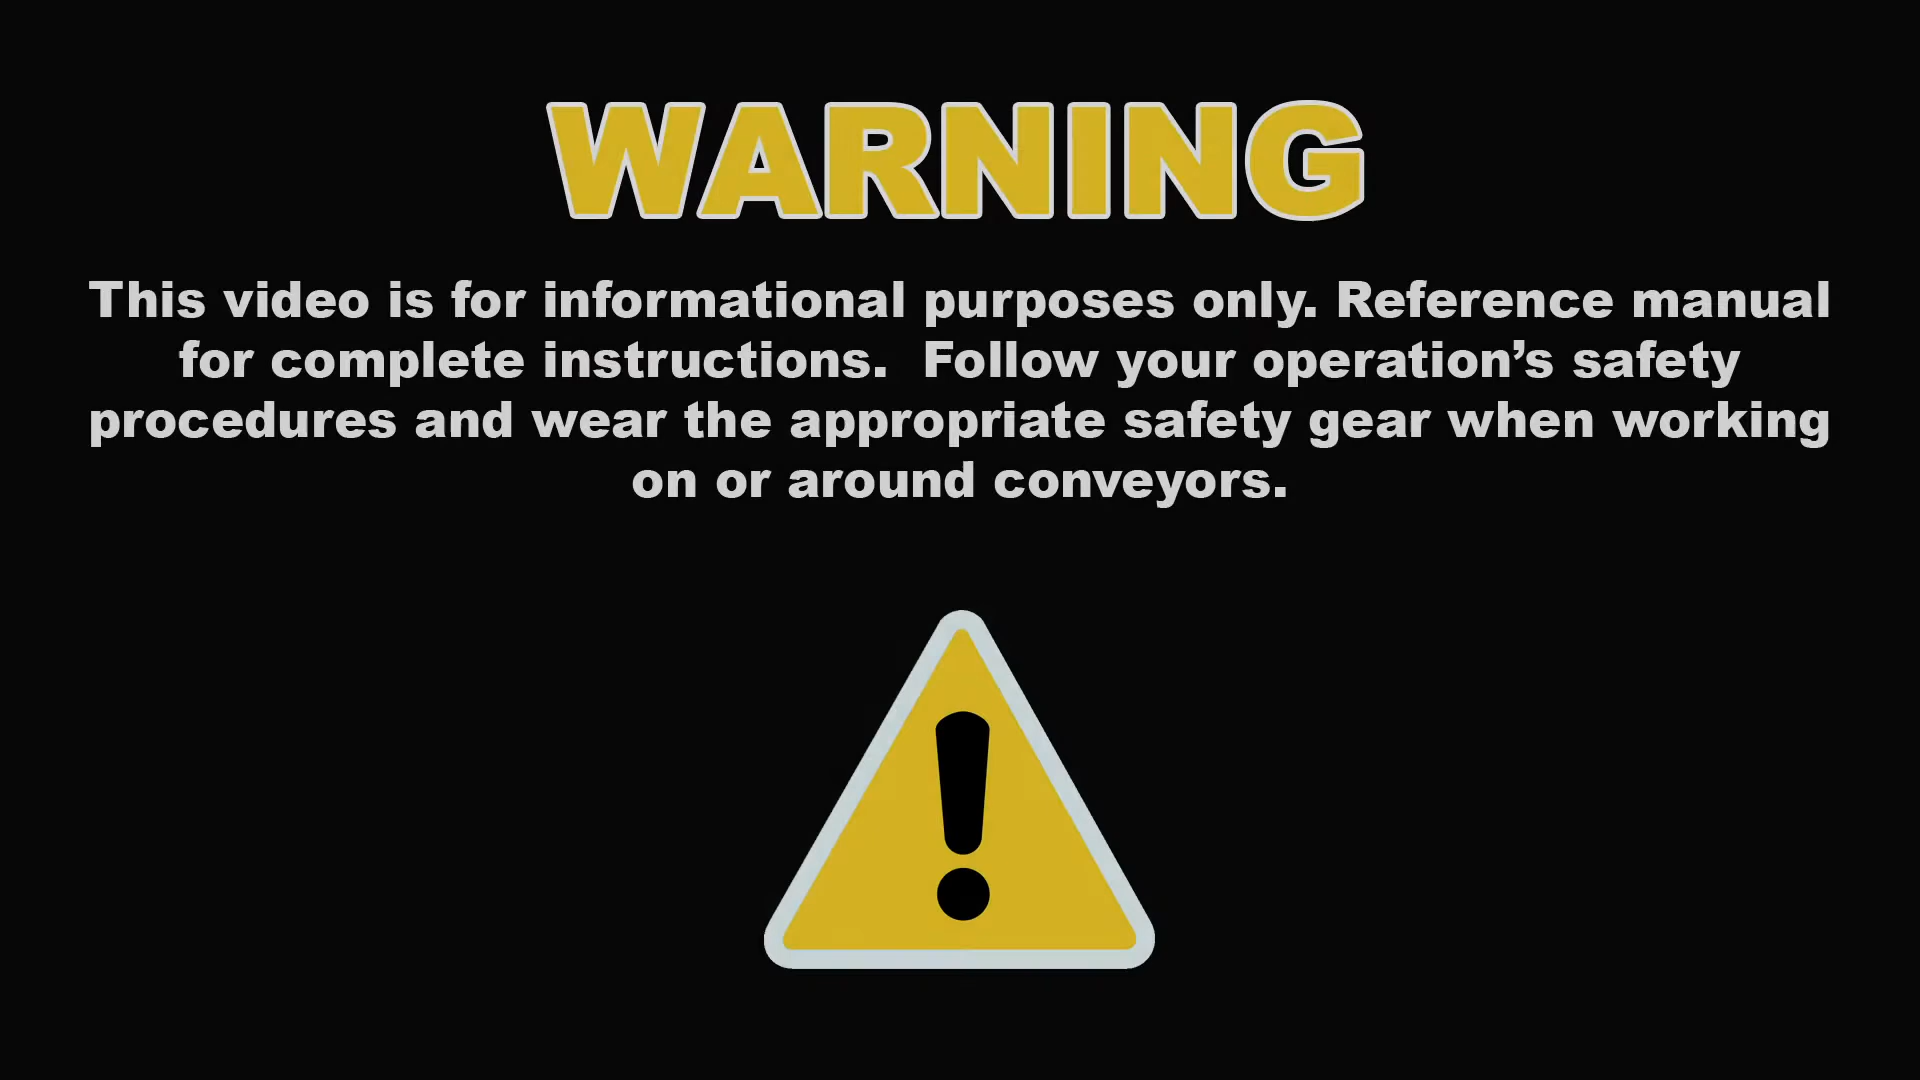 WARNING
This video is for informational purposes only. Reference manual
for complete instructions.  Follow your operation’s safety
procedures and wear the appropriate safety gear when working
on or around conveyors.